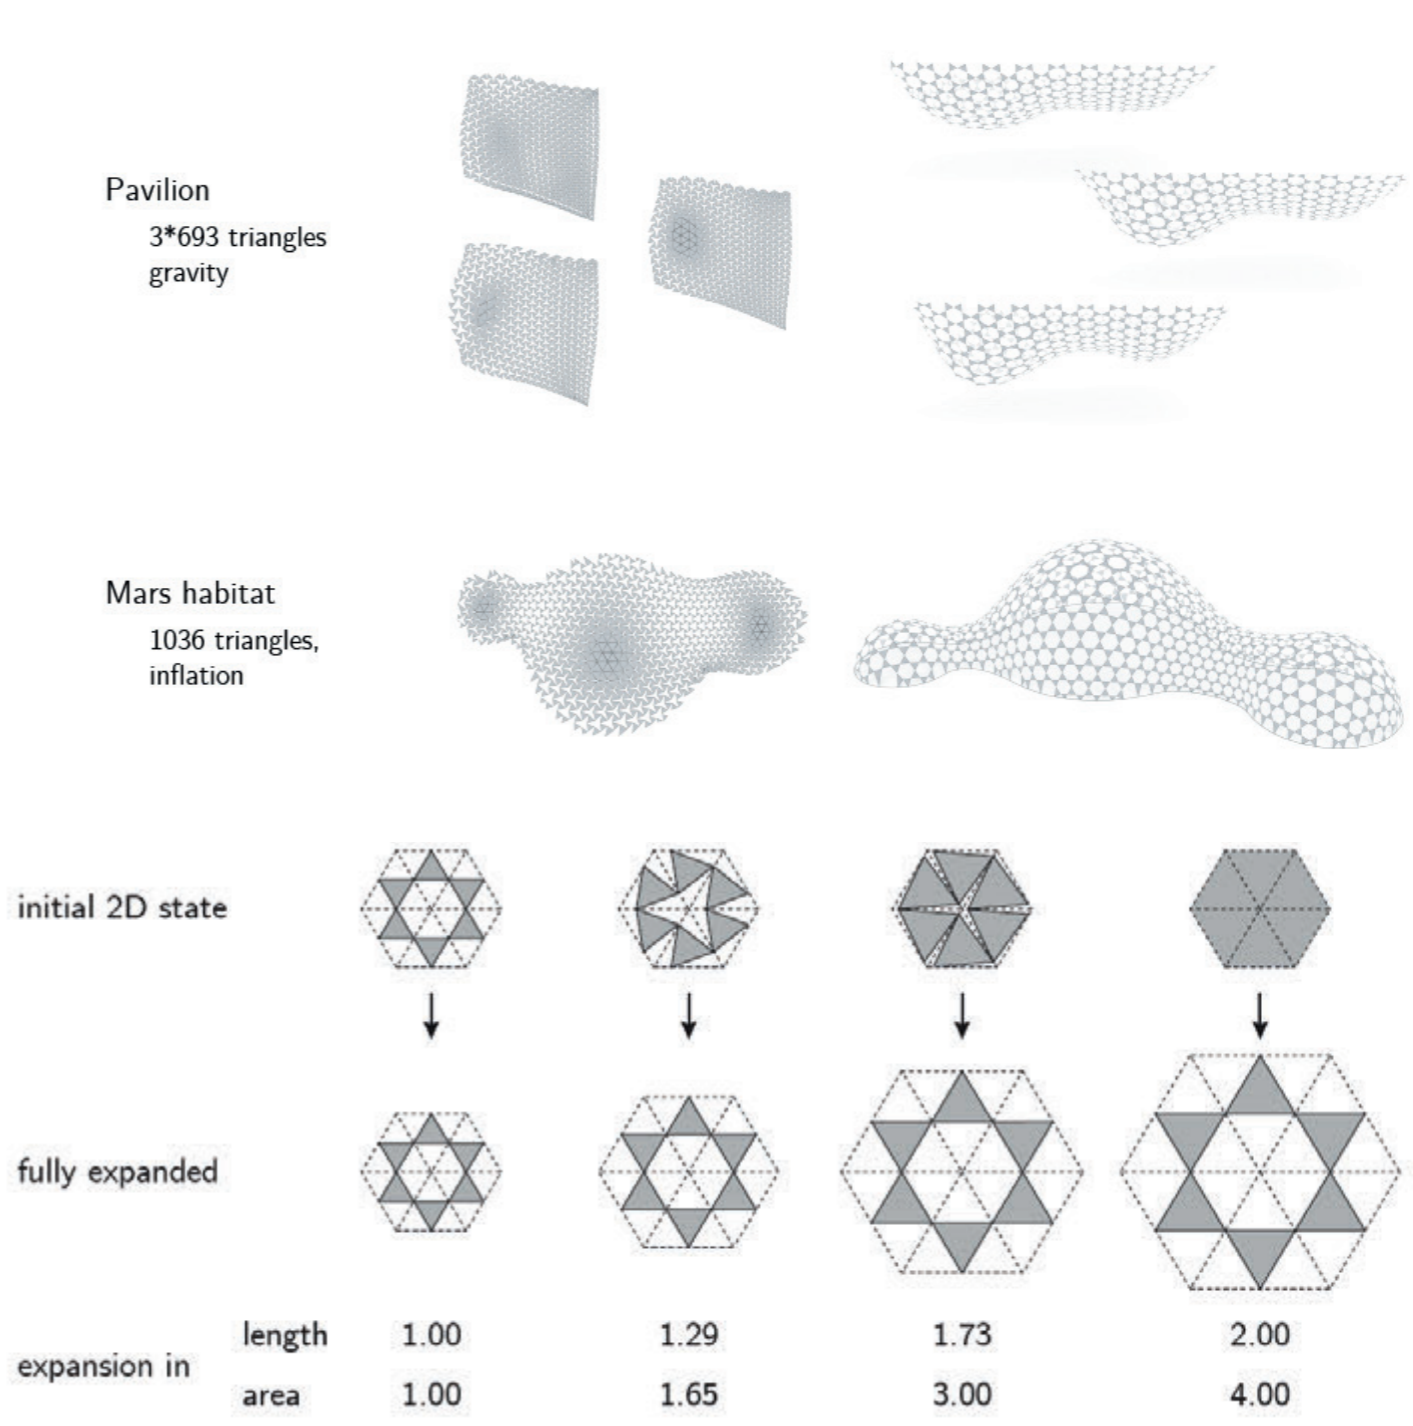 Pavilion
3*693 triangles
gravity
Mars habitat
1036 triangles,
inflation
initial 2D state
fully expanded
expansion in
length 1.00 1.29 1.73 2.00
area 1.00 1.65 3.00 4.00